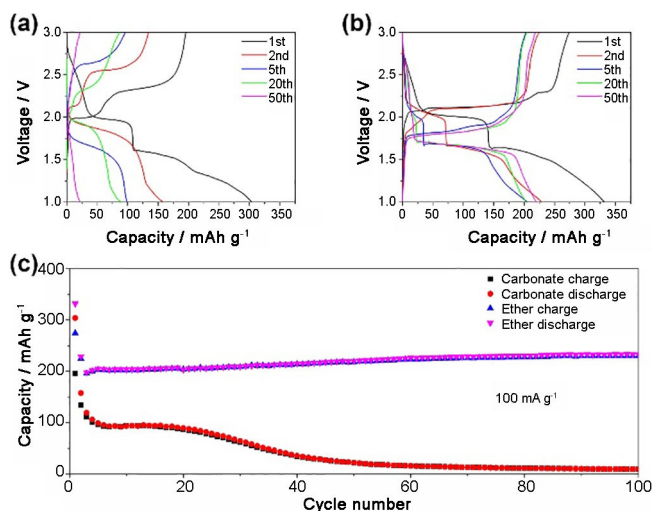 (a)
3.0
2.5
2.0
1.5
1.0
Voltage / V
1st
2nd
5th
20th
50th
0 50 100 150 200 250 300 350
Capacity / mAh g⁻¹
(b)
3.0
2.5
2.0
1.5
1.0
Voltage / V
1st
2nd
5th
20th
50th
0 50 100 150 200 250 300 350
Capacity / mAh g⁻¹
(c)
400
300
200
100
0
Capacity / mAh g⁻¹
Carbonate charge
Carbonate discharge
Ether charge
Ether discharge
100 mA g⁻¹
0 20 40 60 80 100
Cycle number